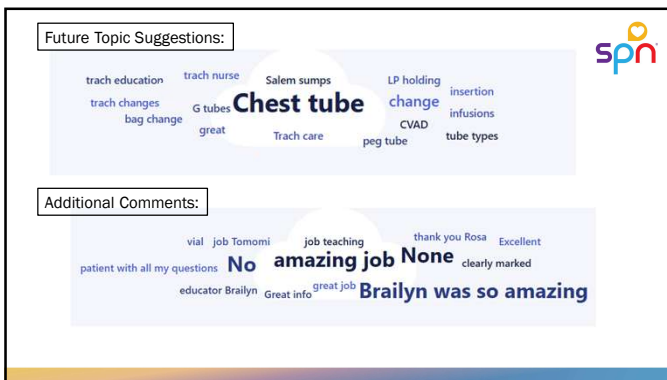 Future Topic Suggestions:
spn
trach education trach nurse Salem sumps LP holding
insertion
trach changes G tubes Chest tube change
infusions
bag change CVAD
great Trach care peg tube tube types
Additional Comments:
vial job Tomomi job teaching thank you Rosa Excellent
patient with all my questions No amazing job None clearly marked
educator Brailyn Great info great job Brailyn was so amazing